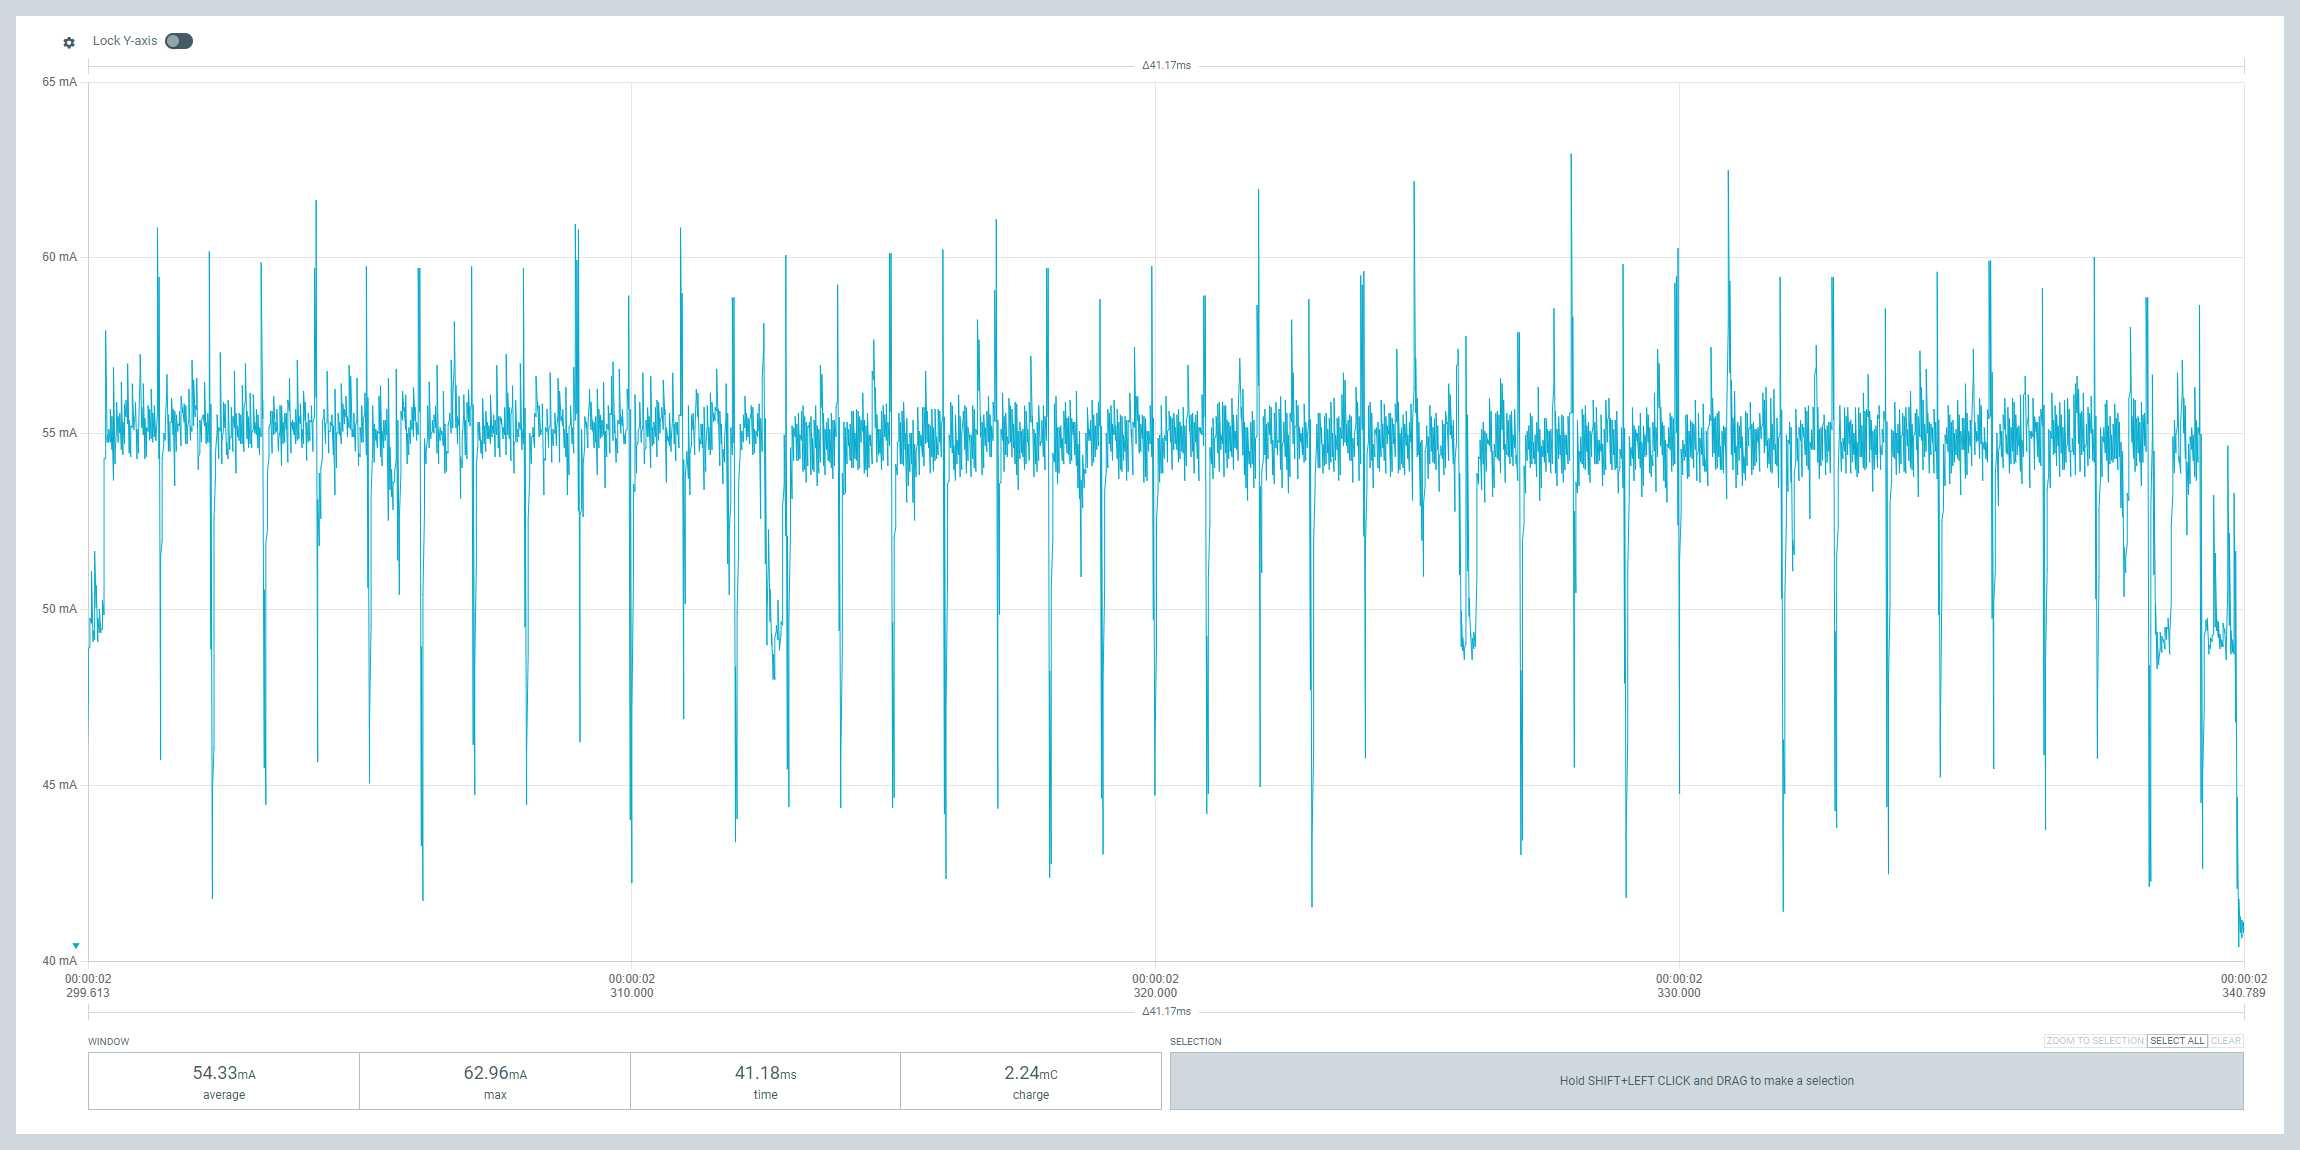 Lock Y-axis
Δ41.17ms
65 mA
60 mA
55 mA
50 mA
45 mA
40 mA
00:00:02 00:00:02 00:00:02 00:00:02 00:00:02
299.613 310.000 320.000 330.000 340.789
Δ41.17ms
WINDOW
54.33mA 62.96mA 41.18ms 2.24mC
average max time charge
SELECTION
ZOOM TO SELECTION SELECT ALL CLEAR
Hold SHIFT+LEFT CLICK and DRAG to make a selection